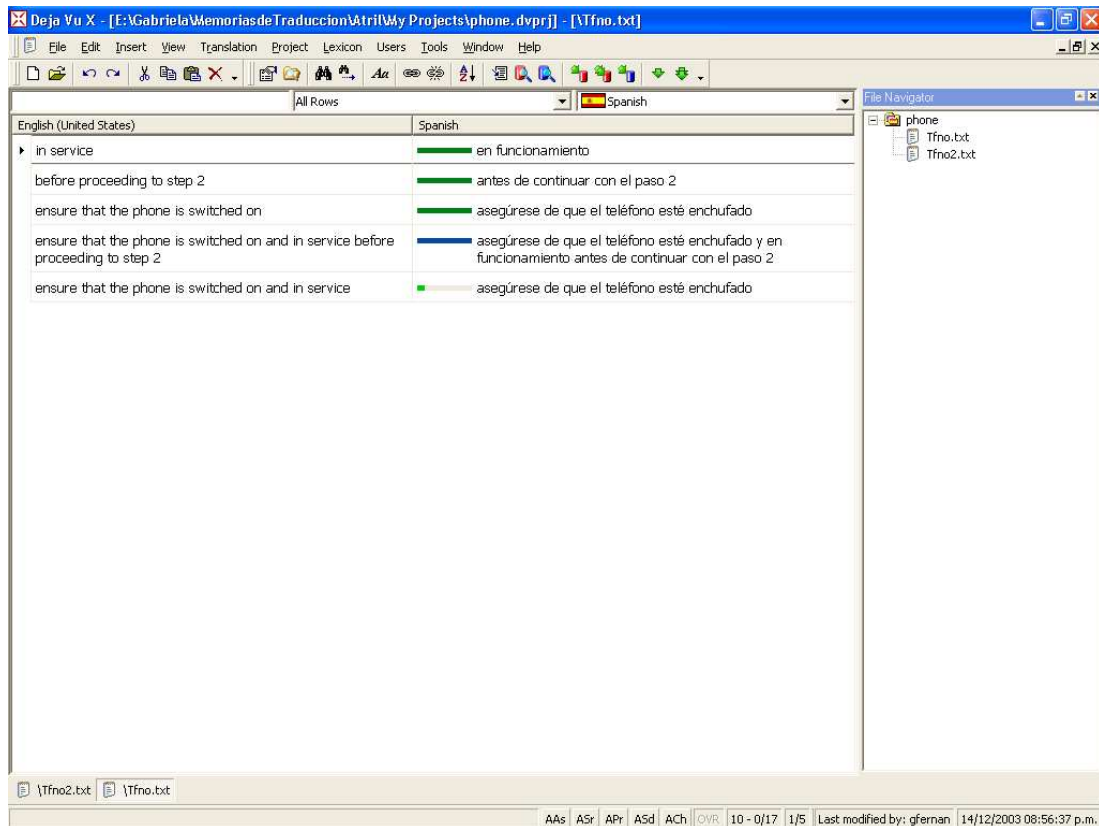 Deja Vu X - [E:\Gabriela\MemoriasdeTraduccion\Atril\My Projects\phone.dvprj] - [\Tfno.txt]
File Edit Insert View Translation Project Lexicon Users Tools Window Help
All Rows Spanish
File Navigator
English (United States) Spanish
phone
Tfno.txt
Tfno2.txt
in service en funcionamiento
before proceeding to step 2 antes de continuar con el paso 2
ensure that the phone is switched on asegúrese de que el teléfono esté enchufado
ensure that the phone is switched on and in service before asegúrese de que el teléfono esté enchufado y en
proceeding to step 2 funcionamiento antes de continuar con el paso 2
ensure that the phone is switched on and in service asegúrese de que el teléfono esté enchufado
\Tfno2.txt \Tfno.txt
AAs ASr APr ASd ACh OVR 10 - 0/17 1/5 Last modified by: gfernan 14/12/2003 08:56:37 p.m.